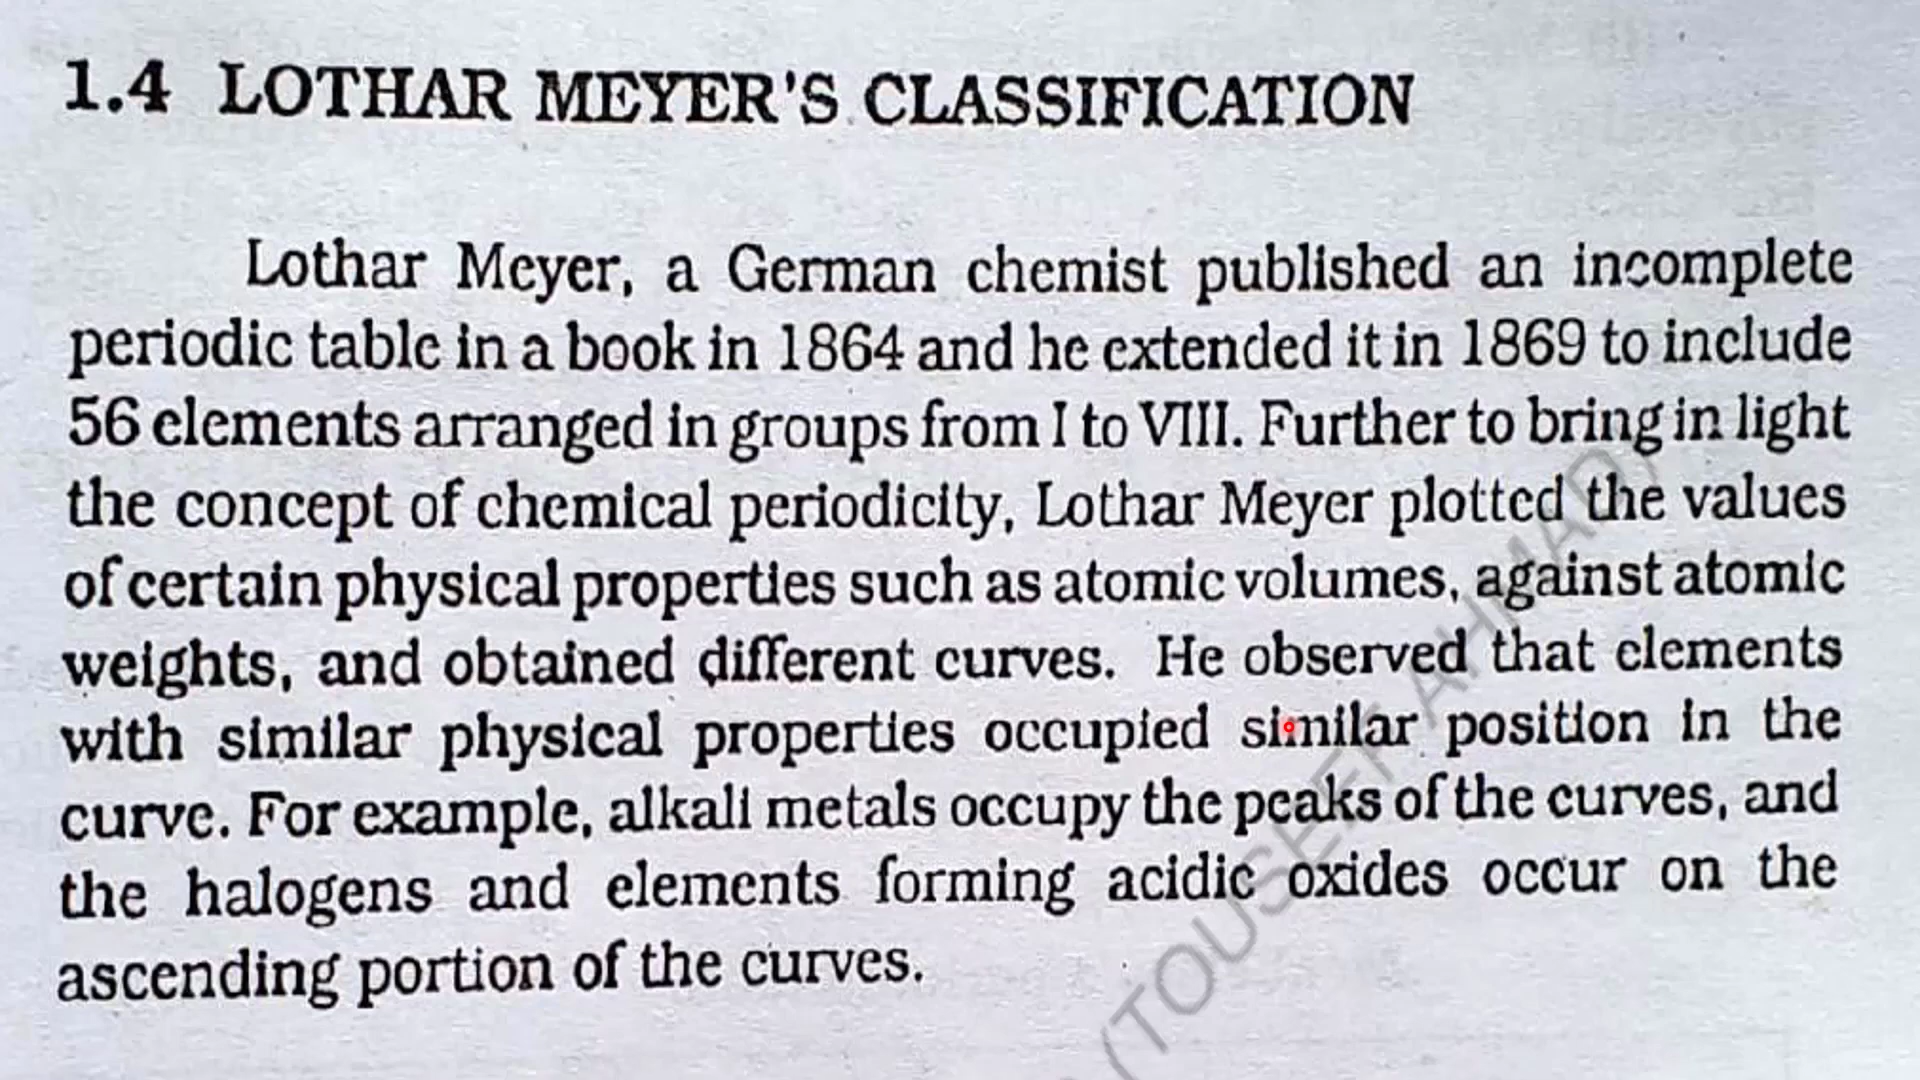 1.4 LOTHAR MEYER'S CLASSIFICATION
Lothar Meyer, a German chemist published an incomplete
periodic table in a book in 1864 and he extended it in 1869 to include
56 elements arranged in groups from I to VIII. Further to bring in light
the concept of chemical periodicity, Lothar Meyer plotted the values
of certain physical properties such as atomic volumes, against atomic
weights, and obtained different curves. He observed that elements
with similar physical properties occupied similar position in the
curve. For example, alkali metals occupy the peaks of the curves, and
the halogens and elements forming acidic oxides occur on the
ascending portion of the curves.
(TOUSEEF AHMAD)